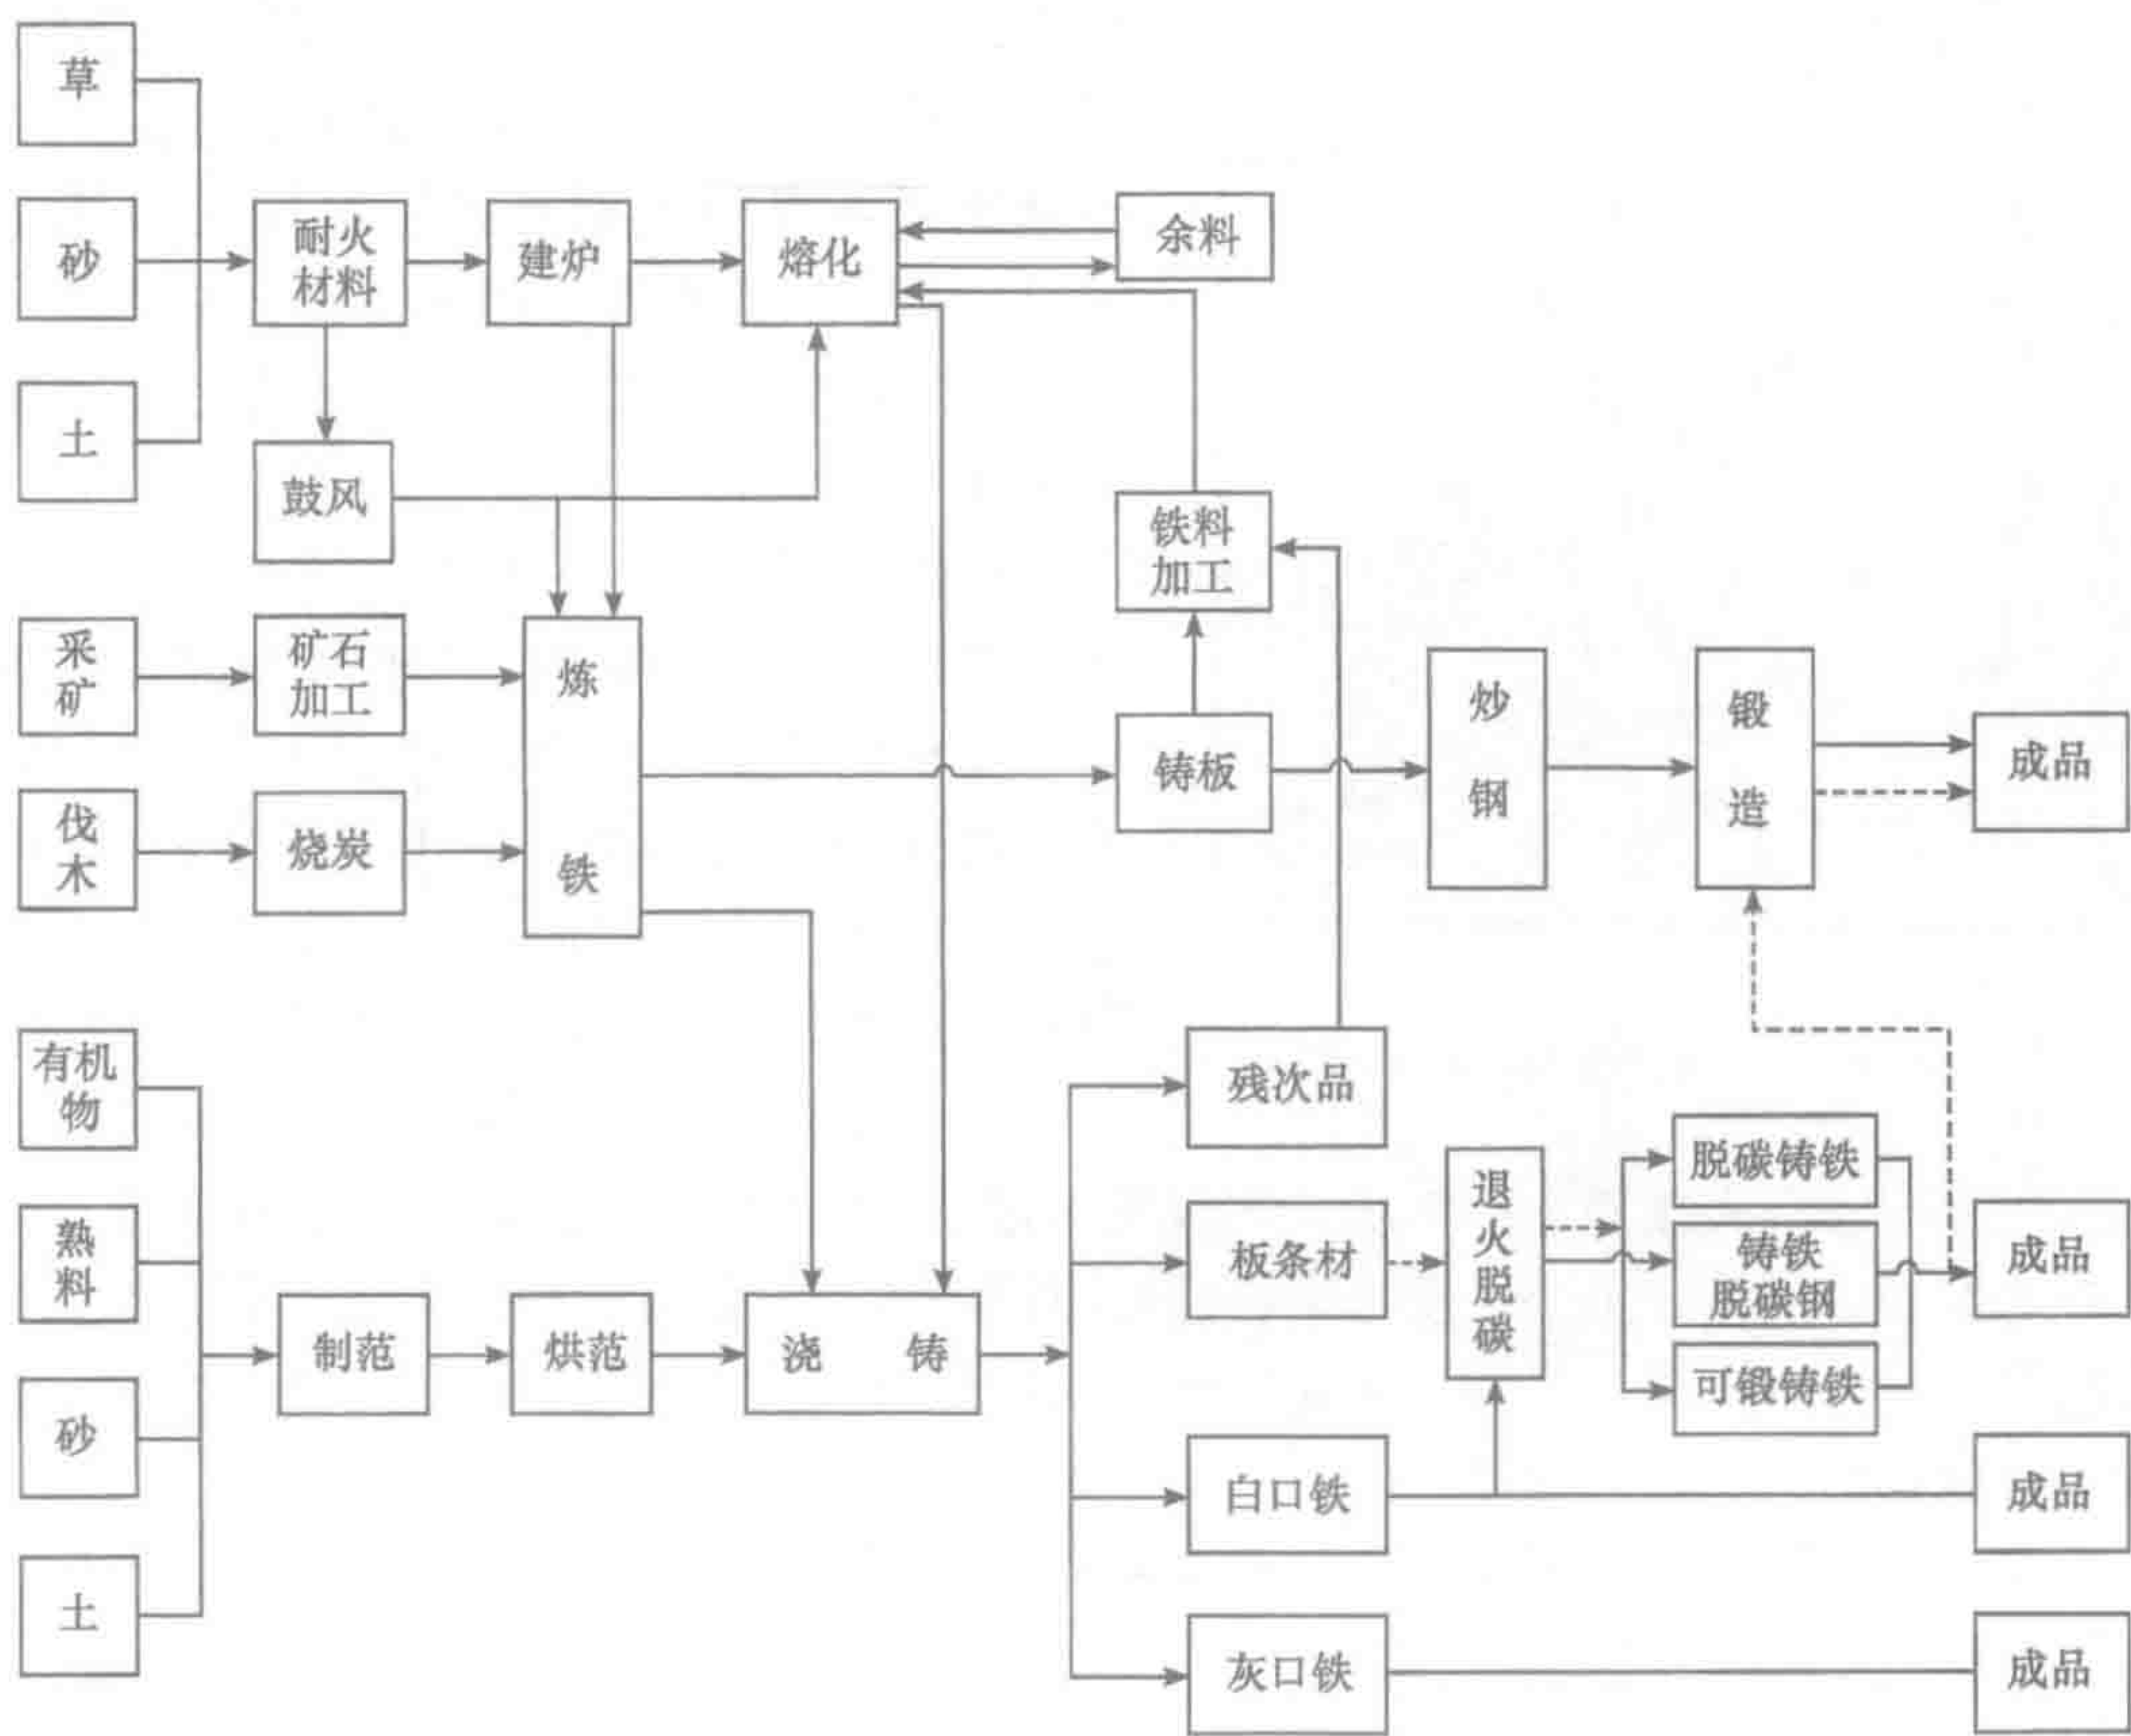 草
砂
耐火
材料
建炉
熔化
余料
土
鼓风
铁料
加工
采
矿
矿石
加工
炼
铁
铸板
炒
钢
锻
造
成品
伐
木
烧炭
有机
物
残次品
熟
料
板条材
退
火
脱
碳
脱碳铸铁
铸铁
脱碳钢
可锻铸铁
成品
砂
制范
烘范
浇 铸
白口铁
成品
土
灰口铁
成品